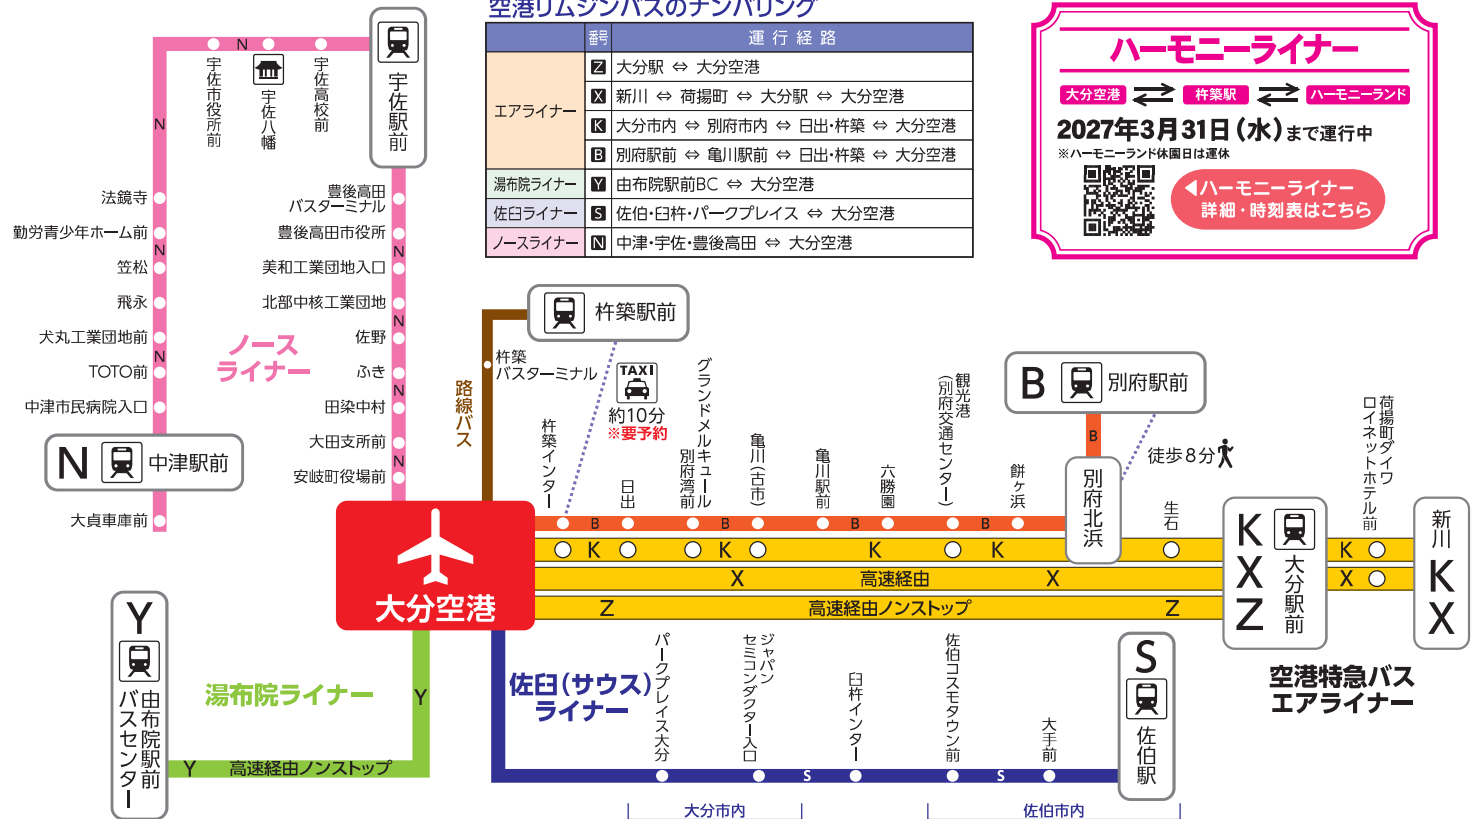 空港リムジンバスのナンバリング
番号 運行経路
エアライナー
Z 大分駅 ⇔ 大分空港
X 新川 ⇔ 荷揚町 ⇔ 大分駅 ⇔ 大分空港
K 大分市内 ⇔ 別府市内 ⇔ 日出・杵築 ⇔ 大分空港
B 別府駅前 ⇔ 亀川駅前 ⇔ 日出・杵築 ⇔ 大分空港
湯布院ライナー Y 由布院駅前BC ⇔ 大分空港
佐臼ライナー S 佐伯・臼杵・パークプレイス ⇔ 大分空港
ノースライナー N 中津・宇佐・豊後高田 ⇔ 大分空港
ハーモニーライナー
大分空港 杵築駅 ハーモニーランド
2027年3月31日(水)まで運行中
※ハーモニーランド休園日は運休
ハーモニーライナー
詳細・時刻表はこちら
宇佐駅前
宇佐高校前
宇佐八幡
宇佐市役所前
N
N
法鏡寺
勤労青少年ホーム前
N
笠松
飛永
犬丸工業団地前
N
TOTO前
中津市民病院入口
N 中津駅前
大貞車庫前
ノース
ライナー
豊後高田
バスターミナル
豊後高田市役所
N
美和工業団地入口
北部中核工業団地
N
佐野
ふき
N
田染中村
大田支所前
N
安岐町役場前
大分空港
杵築駅前
杵築
バスターミナル
路線バス
TAXI
約10分
※要予約
杵築インター
日出
グランドメルキュール
別府湾前
亀川(古市)
亀川駅前
六勝園
観光港
(別府交通センター)
餅ヶ浜
B 別府駅前
B
徒歩8分
別府北浜
生石
荷揚町ダイワ
ロイネットホテル前
新川
K
X
K
X
Z
大分駅前
B B B B
K K K K K
X 高速経由 X X
Z 高速経由ノンストップ Z
空港特急バス
エアライナー
Y
由布院駅前
バスセンター
湯布院ライナー
Y
Y 高速経由ノンストップ
佐臼(サウス)
ライナー
パークプレイス大分
ジャパン
セミコンダクター入口
臼杵インター
佐伯コスモタウン前
大手前
S
佐伯駅
S S
大分市内
佐伯市内